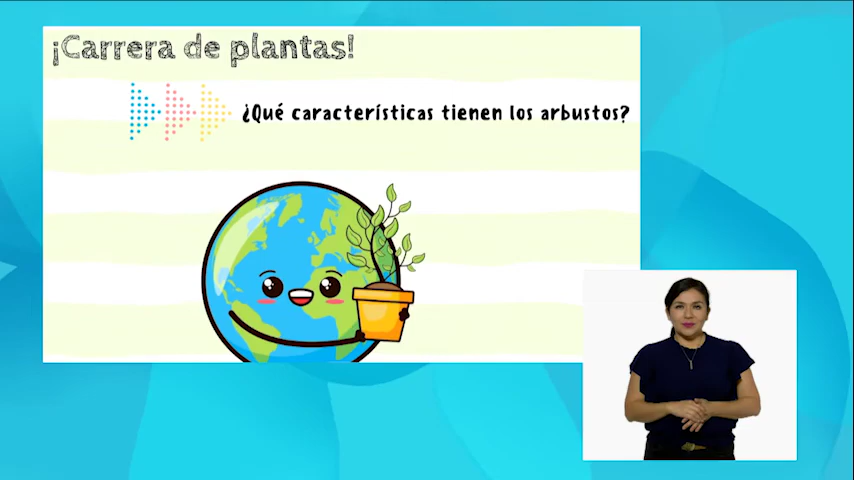 ¡Carrera de plantas!
¿Qué características tienen los arbustos?